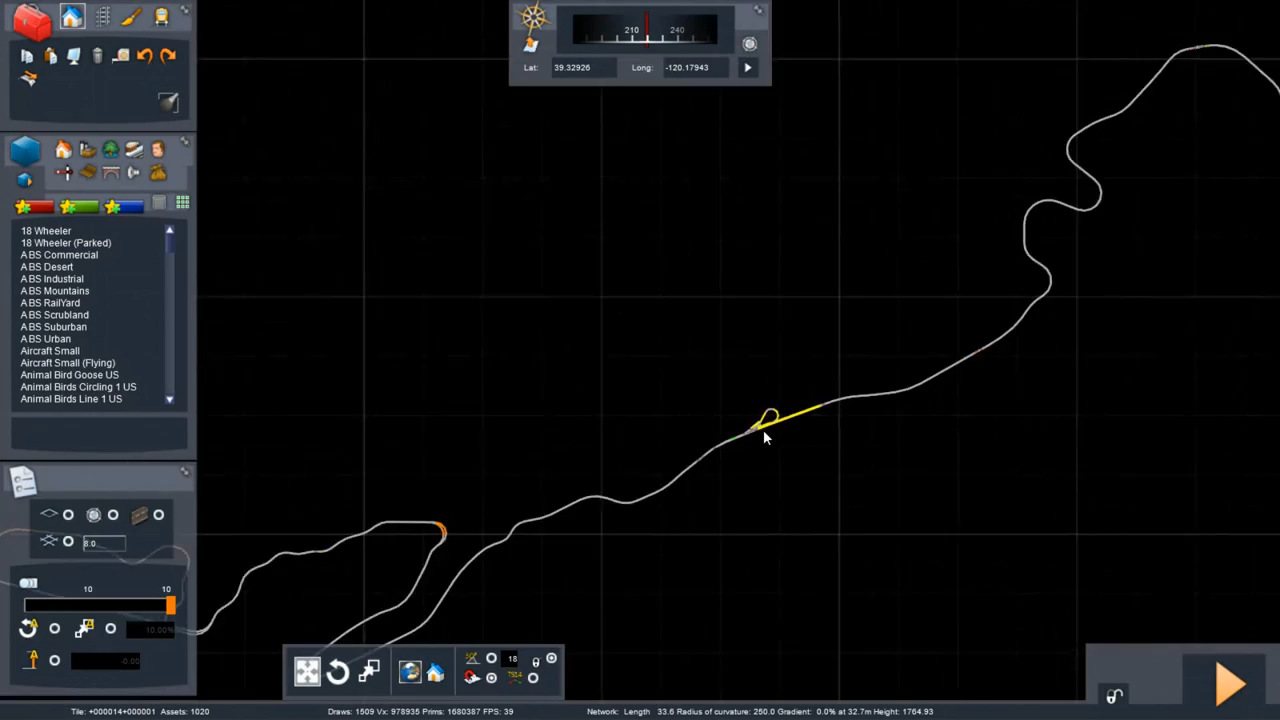 210 240
Lat: 39.32926 Long: -120.17943
18 Wheeler
18 Wheeler (Parked)
ABS Commercial
ABS Desert
ABS Industrial
ABS Mountains
ABS RailYard
ABS Scrubland
ABS Suburban
ABS Urban
Aircraft Small
Aircraft Small (Flying)
Animal Bird Goose US
Animal Birds Circling 1 US
Animal Birds Line 1 US
8.0
10 10
10.00%
-0.00
18
Tile: +000014+000001 Assets: 1020 Draws: 1509 Vx: 978935 Prims: 1680387 FPS: 39 Network: Length 33.6 Radius of curvature: 250.0 Gradient: 0.0% at 32.7m Height: 1764.93